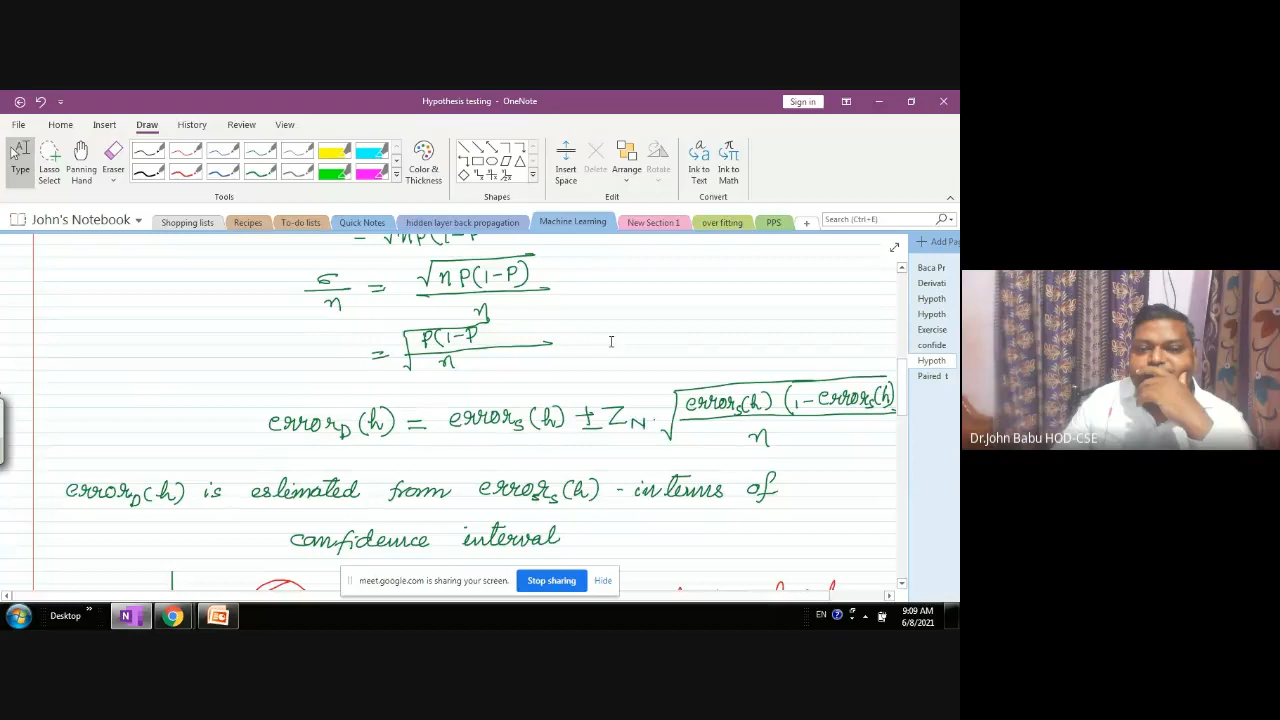 Hypothesis testing - OneNote
Sign in
File Home Insert Draw History Review View
Type
Lasso Select
Panning Hand
Eraser
Color & Thickness
Insert Space
Delete
Arrange
Rotate
Ink to Text
Ink to Math
Tools
Shapes
Edit
Convert
John's Notebook
Shopping lists
Recipes
To-do lists
Quick Notes
hidden layer back propagation
Machine Learning
New Section 1
over fitting
PPS
Search (Ctrl+E)
Add Pag
Baca Pr
Derivati
Hypoth
Hypoth
Exercise
confide
Hypoth
Paired t
= √nP(1-P
σ/n = √nP(1-P)/n
= √P(1-P/n
error_D(h) = error_S(h) ± Z_N · √error_S(h) (1-error_S(h)/n
error_D(h) is estimated from error_S(h) - in terms of
confidence interval
meet.google.com is sharing your screen.
Stop sharing
Hide
Dr.John Babu HOD-CSE
Desktop
EN
9:09 AM
6/8/2021